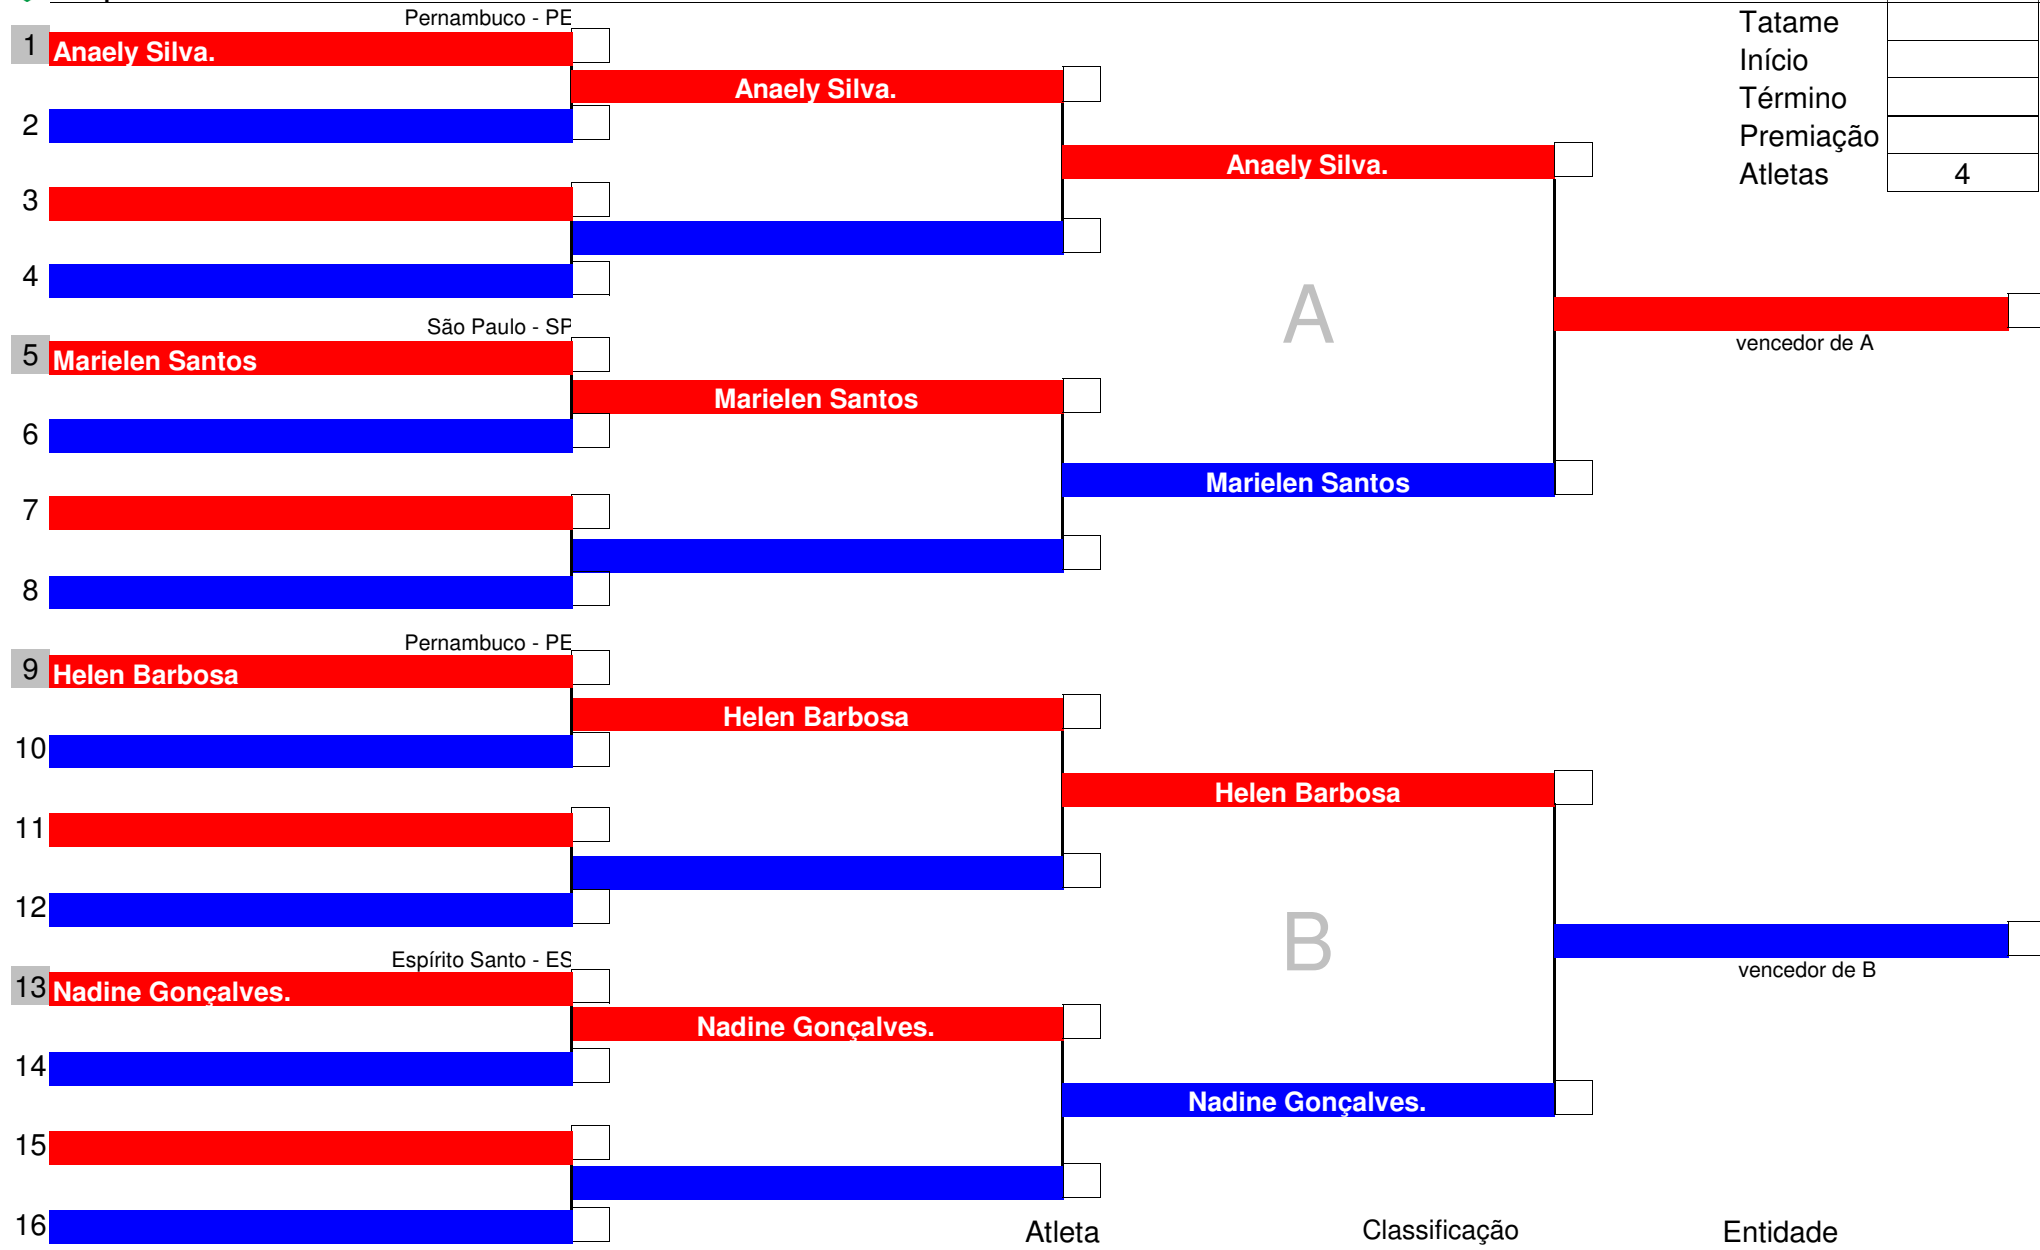 Pernambuco - PE
Tatame
1 Anaely Silva.
Início
Anaely Silva.
Término
2
Premiação
Anaely Silva.
Atletas 4
3
4
A
São Paulo - SP
vencedor de A
5 Marielen Santos
Marielen Santos
6
Marielen Santos
7
8
Pernambuco - PE
9 Helen Barbosa
Helen Barbosa
10
Helen Barbosa
11
12
B
Espírito Santo - ES
vencedor de B
13 Nadine Gonçalves.
Nadine Gonçalves.
14
Nadine Gonçalves.
15
16
Atleta Classificação Entidade